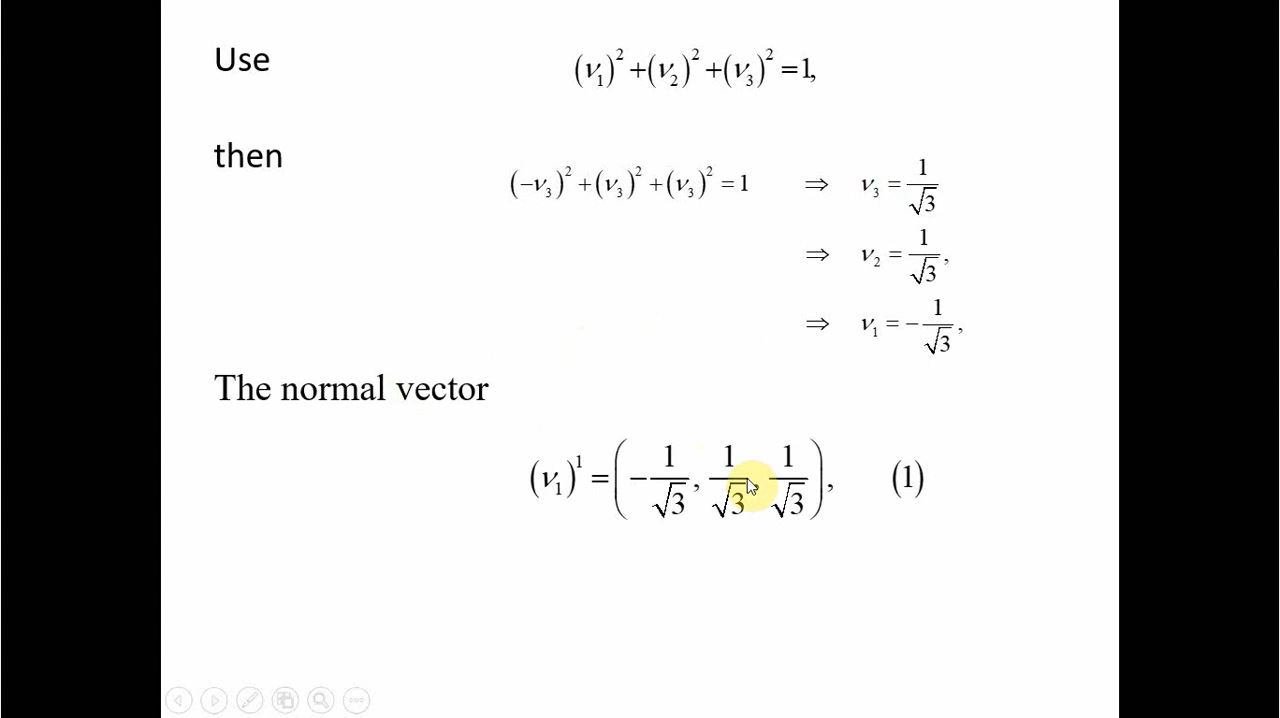 Use (ν₁)² + (ν₂)² + (ν₃)² = 1,
then
(−ν₃)² + (ν₃)² + (ν₃)² = 1 ⇒ ν₃ = 1/√3
⇒ ν₂ = 1/√3,
⇒ ν₁ = −1/√3,
The normal vector
(ν₁)¹ = (−1/√3, 1/√3, 1/√3), (1)